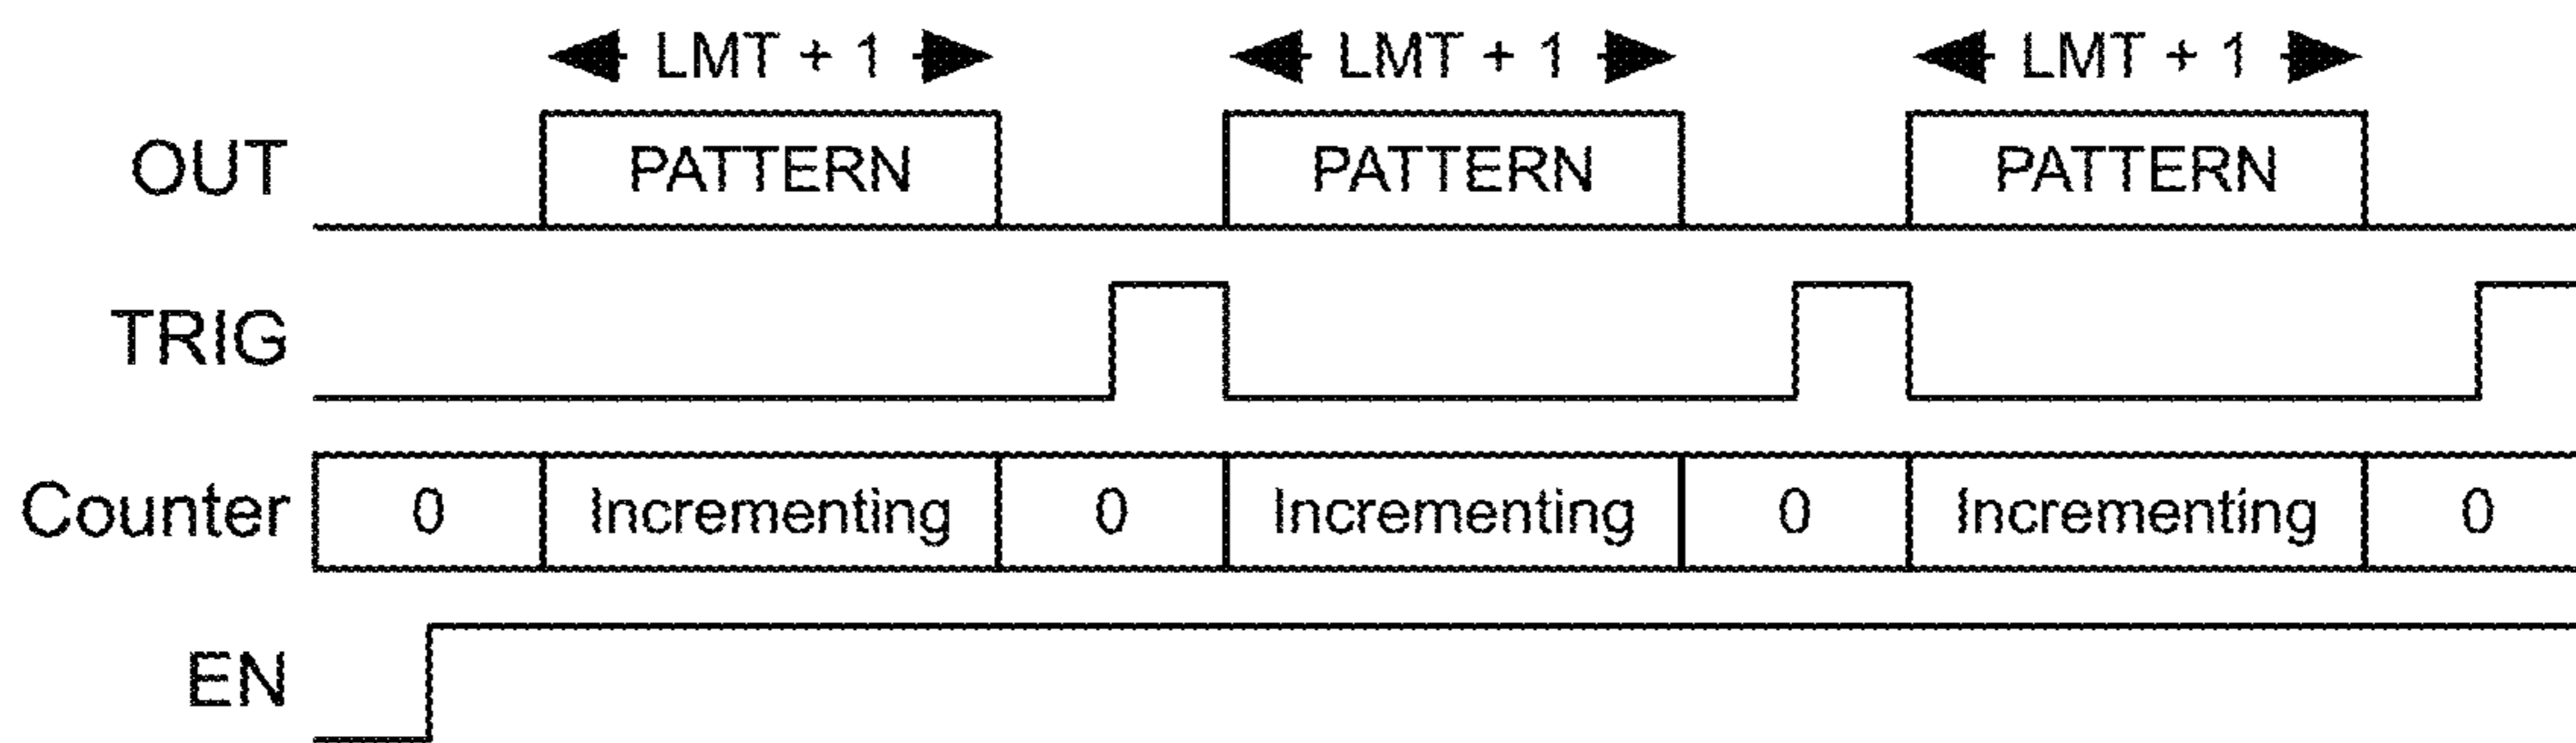 LMT + 1 LMT + 1 LMT + 1
OUT PATTERN PATTERN PATTERN
TRIG
Counter 0 Incrementing 0 Incrementing 0 Incrementing 0
EN